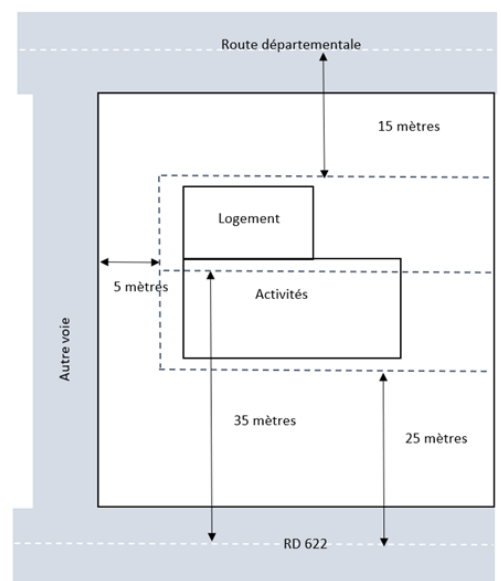 Route départementale
15 mètres
Logement
5 mètres
Activités
Autre voie
35 mètres
25 mètres
RD 622